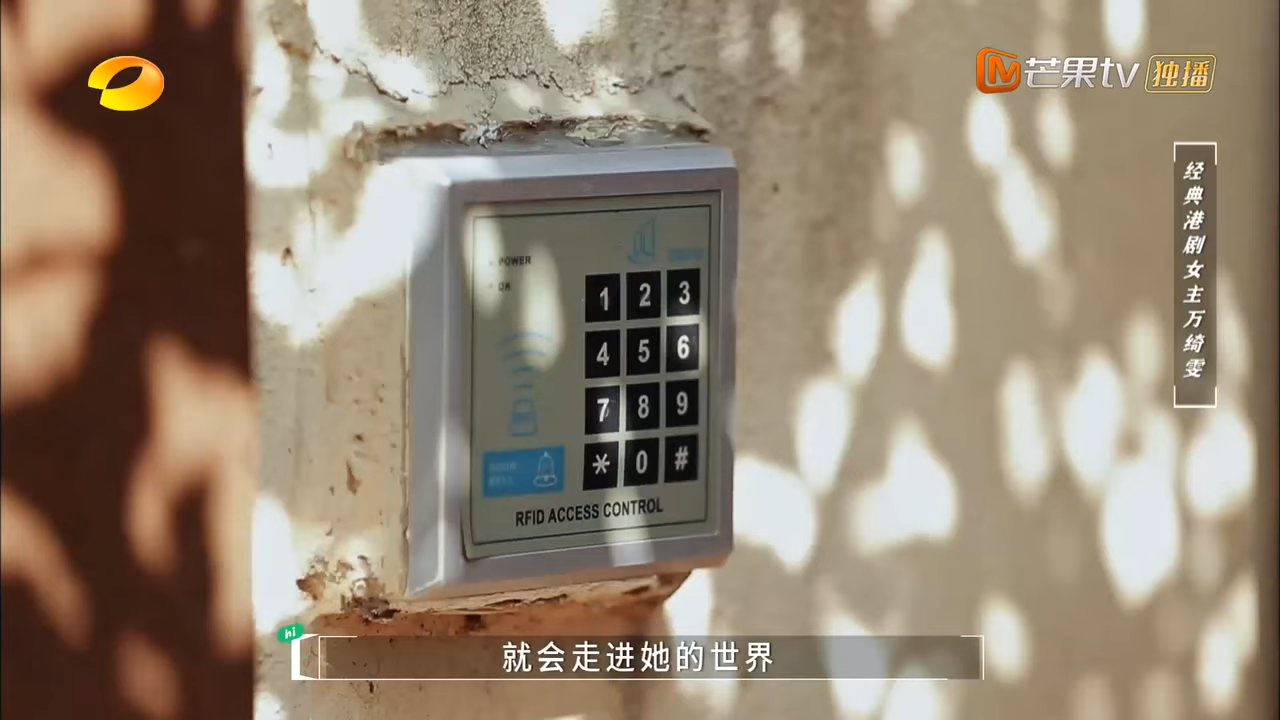 芒果tv 独播
经典港剧女主万绮雯
POWER
OK
1 2 3
4 5 6
7 8 9
* 0 #
RFID ACCESS CONTROL
hi
就会走进她的世界